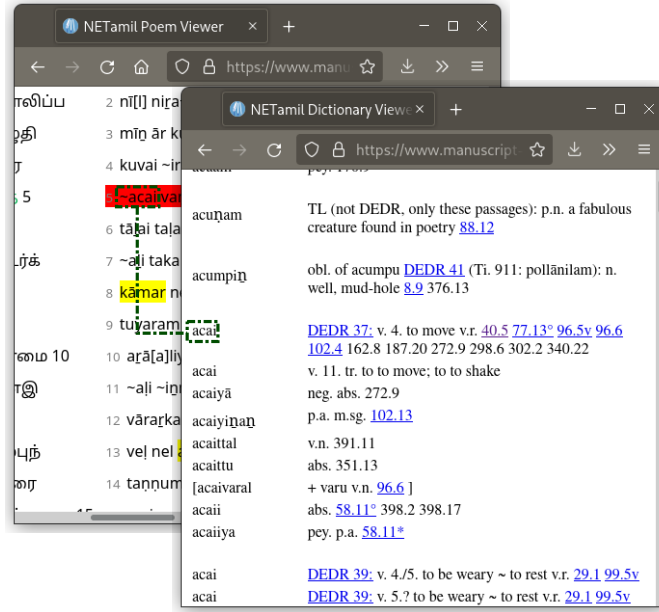 NETamil Poem Viewer
https://www.manu
NETamil Dictionary Viewe
https://www.manuscript
5
10
2 nī[l] niṟa
3 mīṉ ār
4 kuvai
5 ~acai
6 tāḻai
7 ~aḷi taka
8 kāmar
9 tuvaram
10 aṟā[a]liy
11 ~aḷi
12 vāraṟka
13 veḷ nel
14 taṇṇum
acuṇam
TL (not DEDR, only these passages): p.n. a fabulous
creature found in poetry 88.12
acumpiṉ
obl. of acumpu DEDR 41 (Ti. 911: pollānilam): n.
well, mud-hole 8.9 376.13
acai
DEDR 37: v. 4. to move v.r. 40.5 77.13° 96.5v 96.6
102.4 162.8 187.20 272.9 298.6 302.2 340.22
acai v. 11. tr. to to move; to to shake
acaiyā neg. abs. 272.9
acaiyiṉaṉ p.a. m.sg. 102.13
acaittal v.n. 391.11
acaittu abs. 351.13
[acaivaral + varu v.n. 96.6 ]
acaii abs. 58.11° 398.2 398.17
acaiiya pey. p.a. 58.11*
acai DEDR 39: v. 4./5. to be weary ~ to rest v.r. 29.1 99.5v
acai DEDR 39: v. 5.? to be weary ~ to rest v.r. 29.1 99.5v